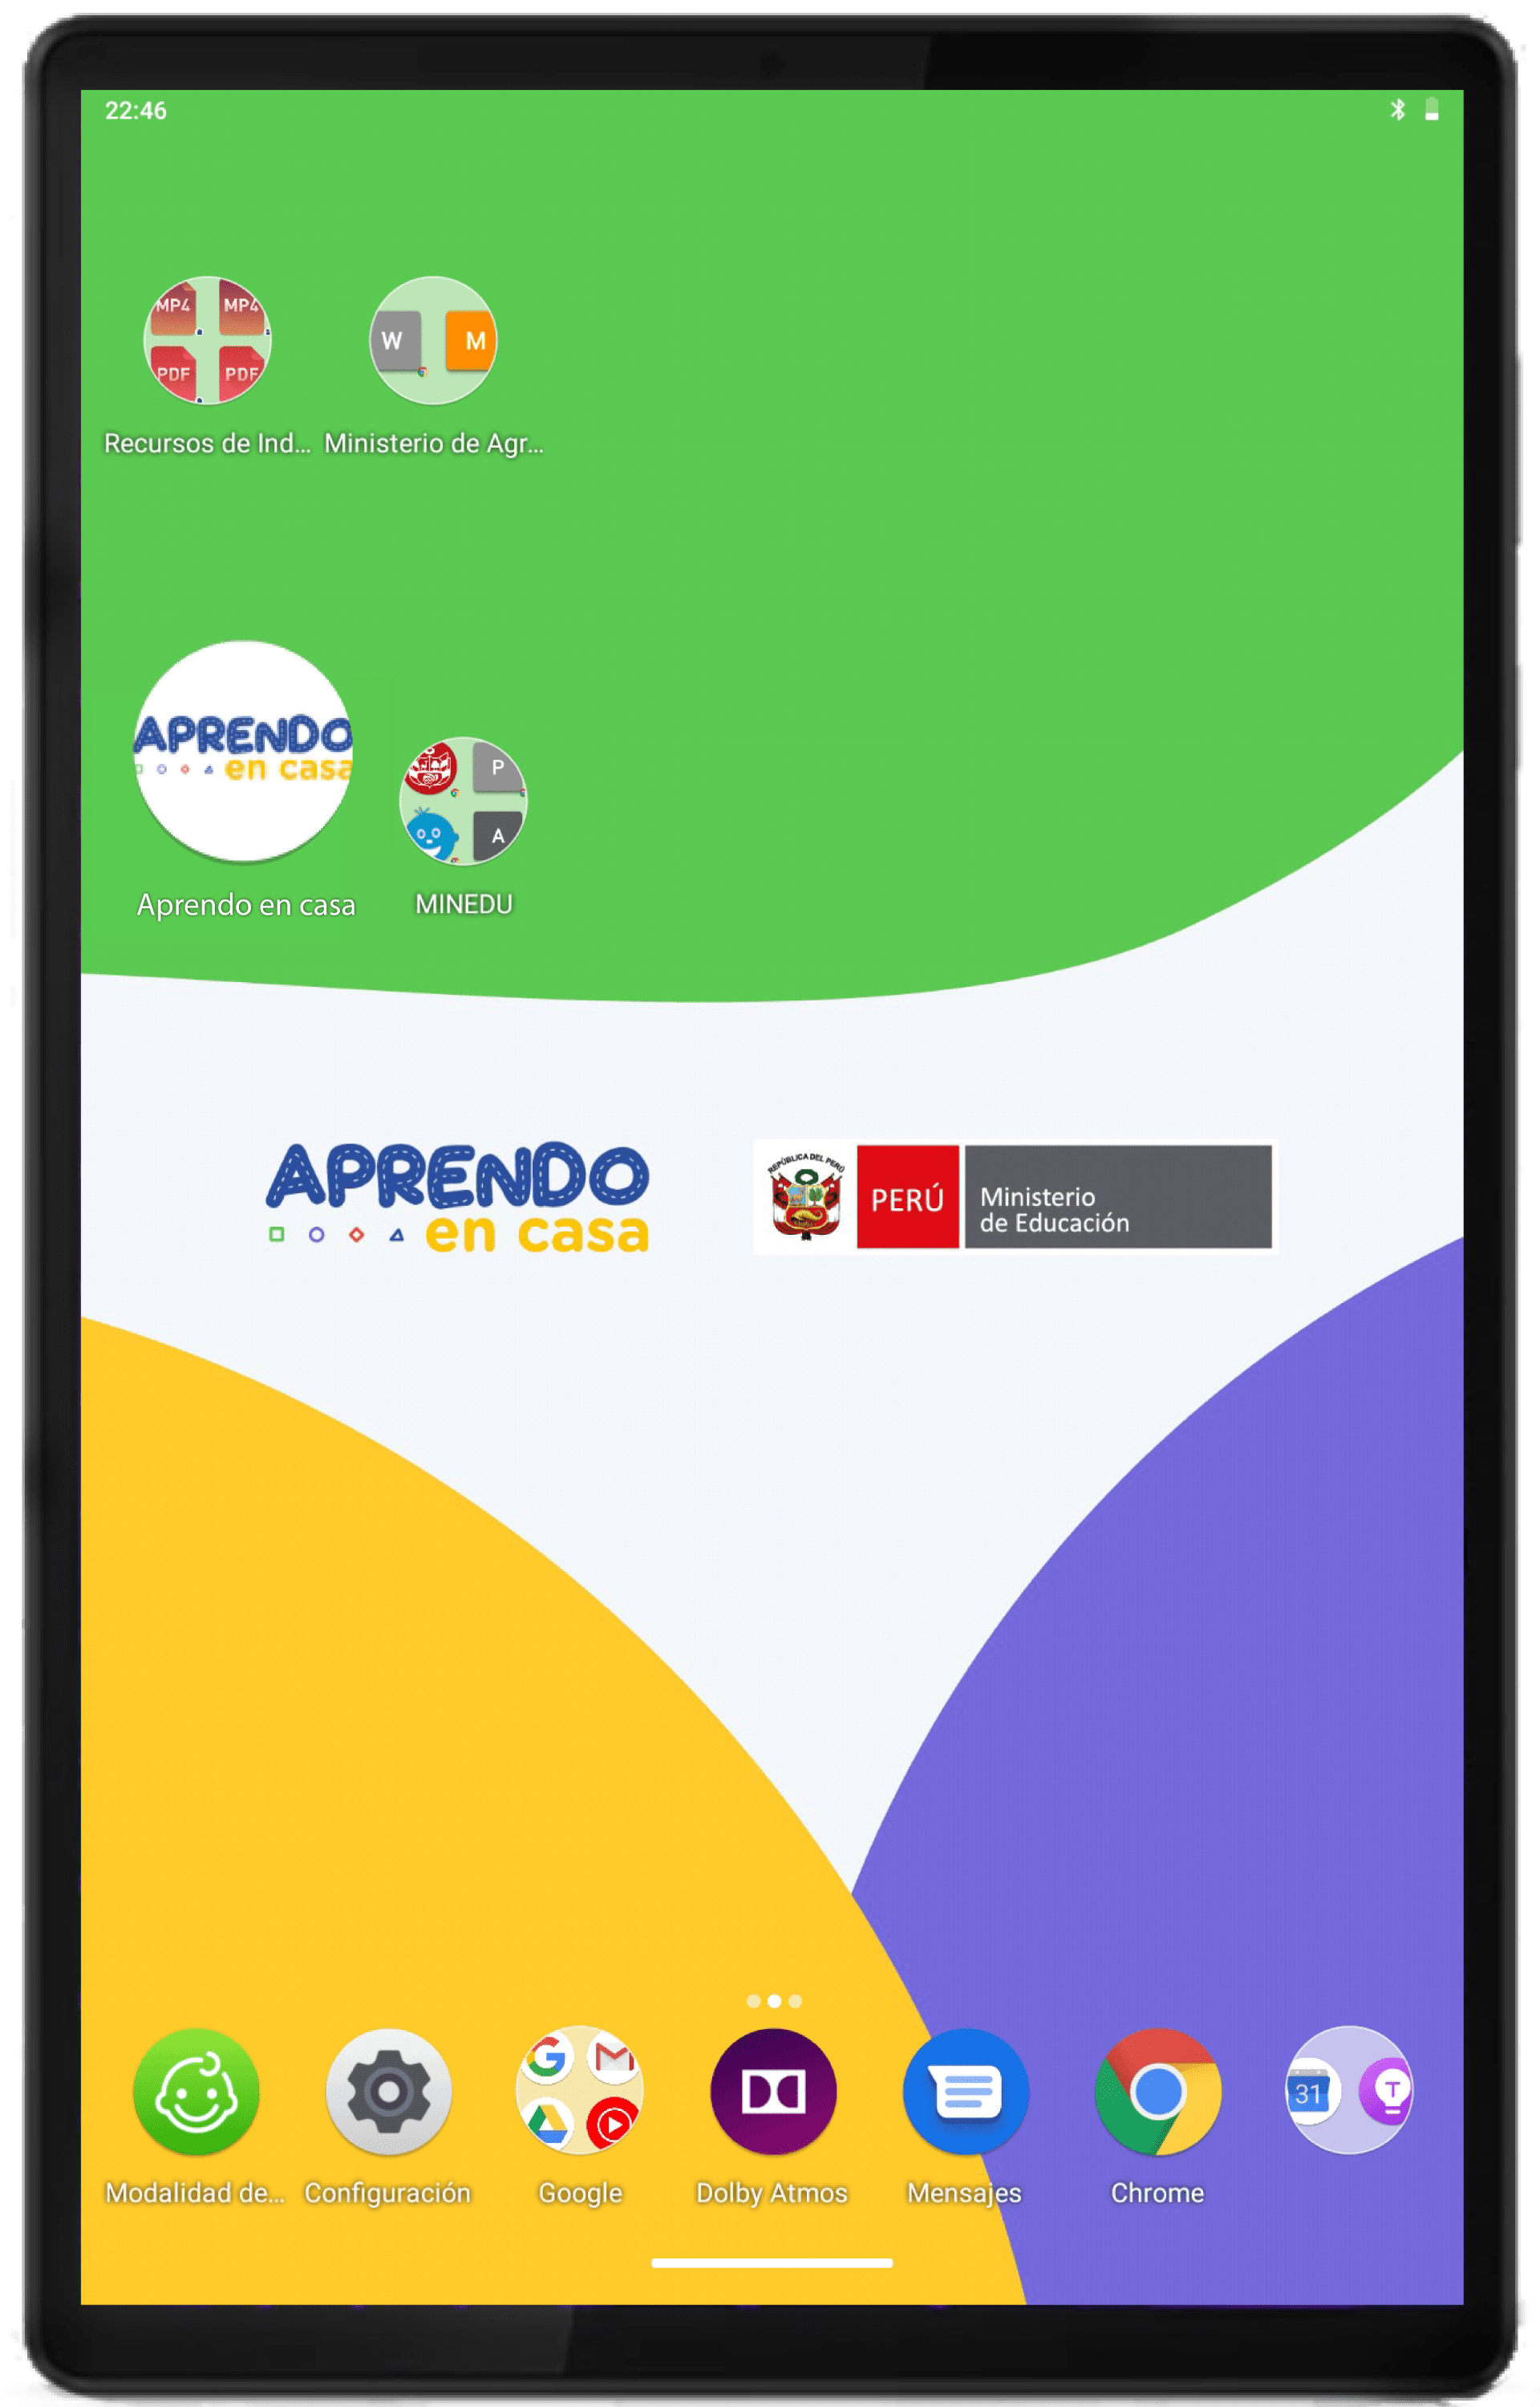 22:46
MP4 MP4
PDF PDF
W M
Recursos de Ind... Ministerio de Agr...
APRENDO
en casa
P
A
Aprendo en casa MINEDU
APRENDO
en casa
REPÚBLICA DEL PERÚ
PERÚ
Ministerio
de Educación
G M
31 T
Modalidad de... Configuración Google Dolby Atmos Mensajes Chrome